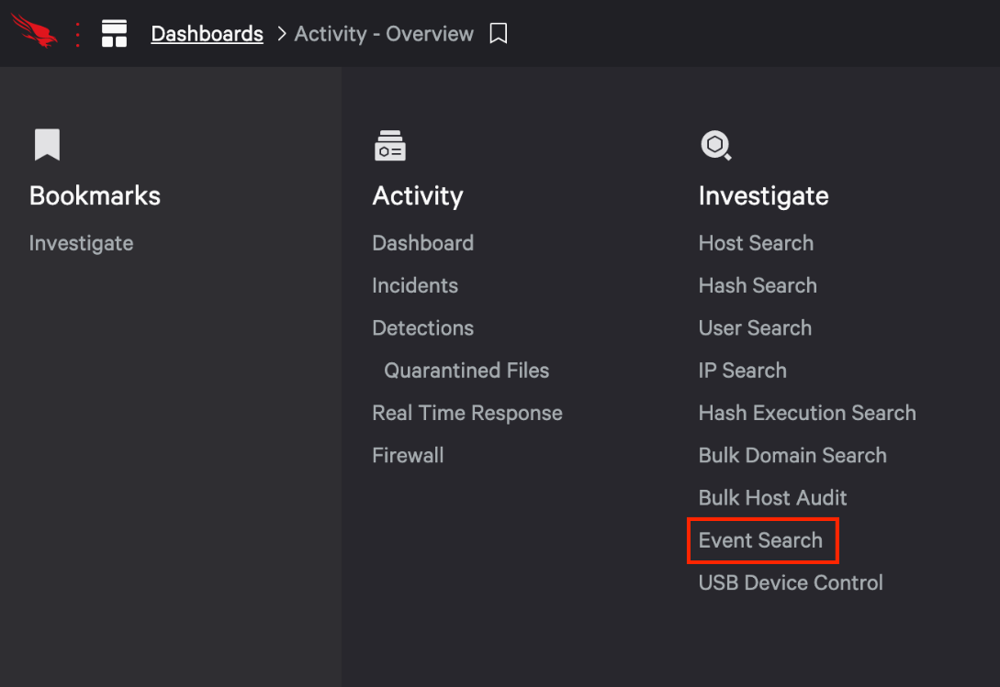 Dashboards > Activity - Overview
Bookmarks
Investigate
Activity
Dashboard
Incidents
Detections
Quarantined Files
Real Time Response
Firewall
Investigate
Host Search
Hash Search
User Search
IP Search
Hash Execution Search
Bulk Domain Search
Bulk Host Audit
Event Search
USB Device Control